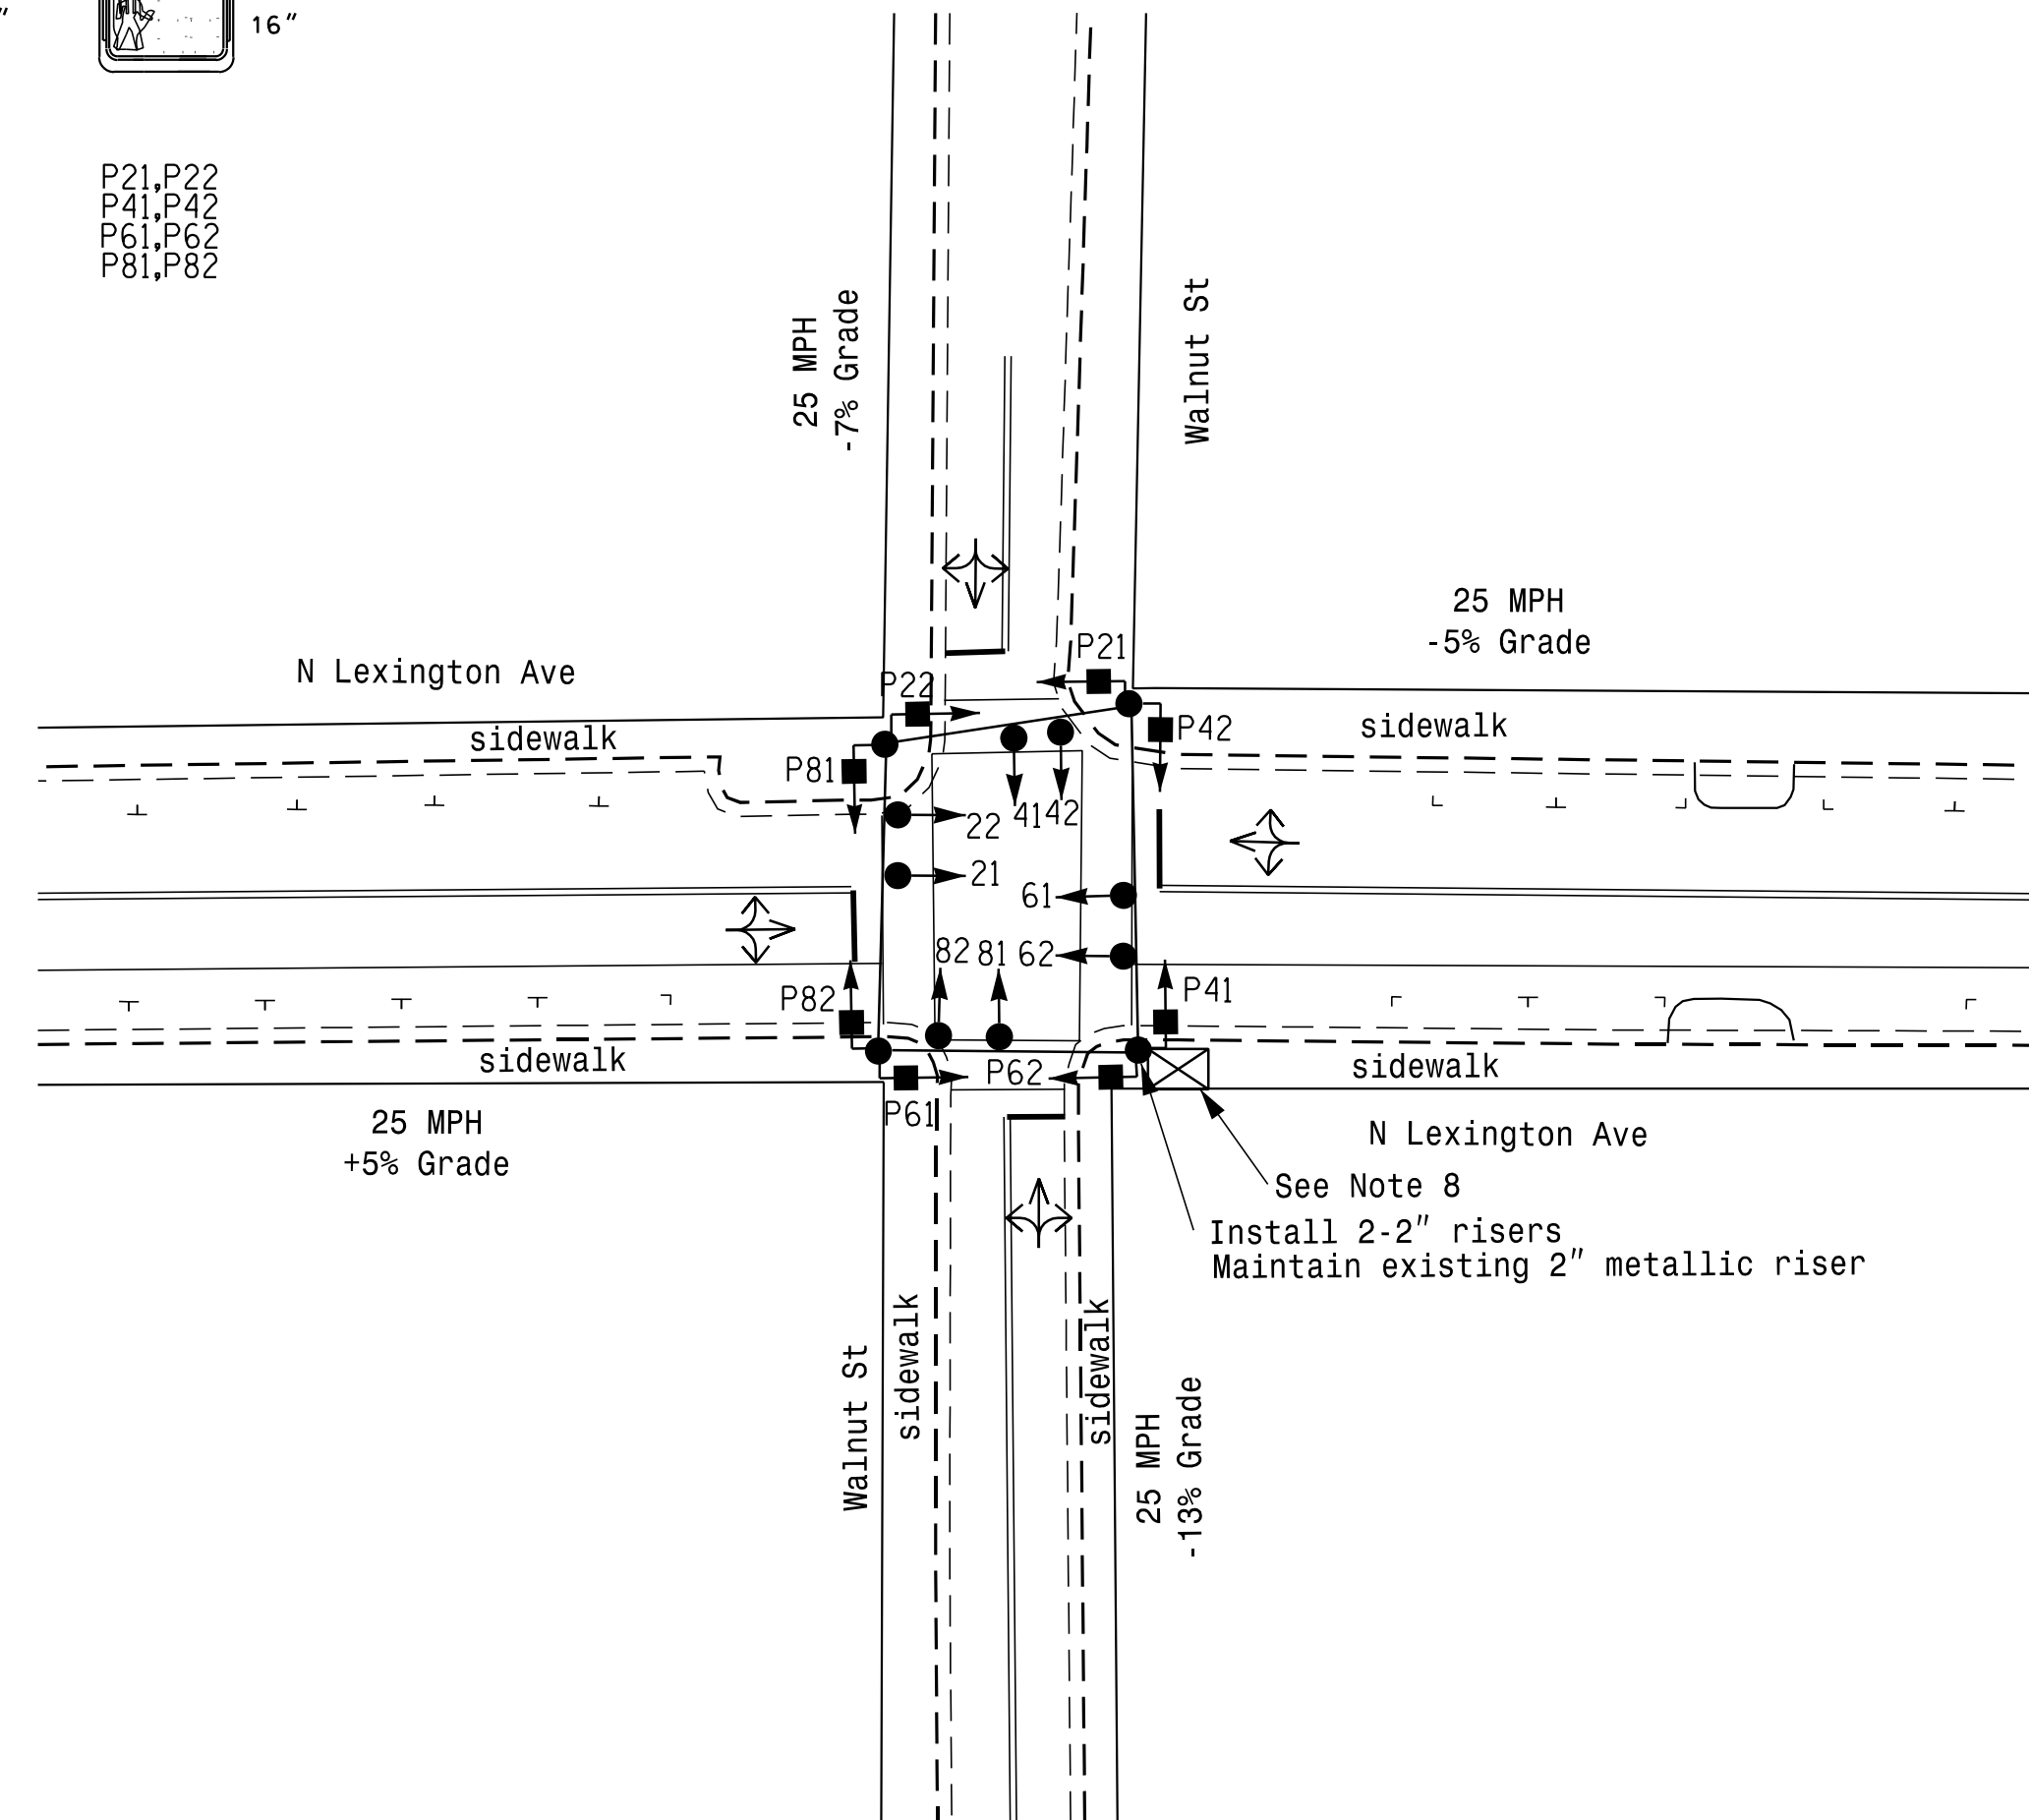 16"
P21,P22
P41,P42
P61,P62
P81,P82
25 MPH
-7% Grade
Walnut St
25 MPH
-5% Grade
N Lexington Ave
sidewalk
P22
P21
P42
sidewalk
P81
22
41
42
21
61
82
81
62
P82
P41
sidewalk
P62
sidewalk
P61
25 MPH
+5% Grade
N Lexington Ave
See Note 8
Install 2-2" risers
Maintain existing 2" metallic riser
Walnut St
sidewalk
sidewalk
25 MPH
-13% Grade